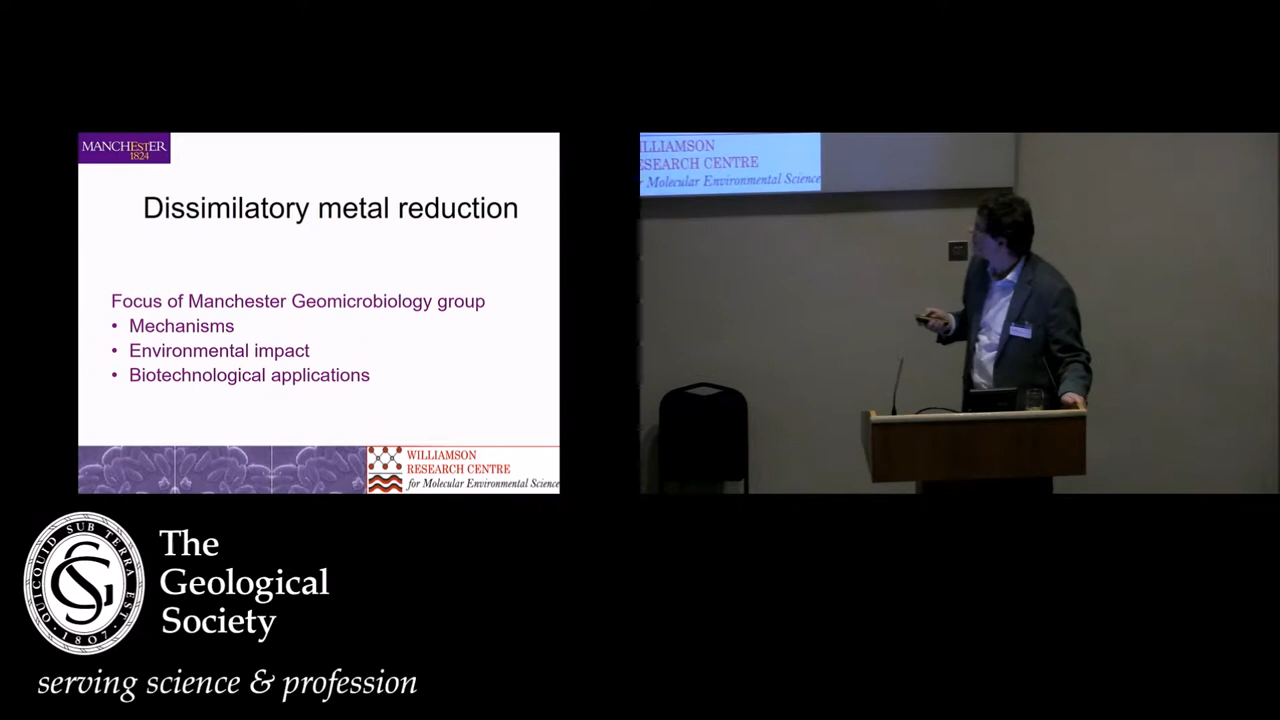 MANCHESTER
1824
Dissimilatory metal reduction
Focus of Manchester Geomicrobiology group
• Mechanisms
• Environmental impact
• Biotechnological applications
WILLIAMSON
RESEARCH CENTRE
for Molecular Environmental Science
ILLIAMSON
ESEARCH CENTRE
r Molecular Environmental Science
QUICQUID SUB TERRA EST
1807
The
Geological
Society
serving science & profession